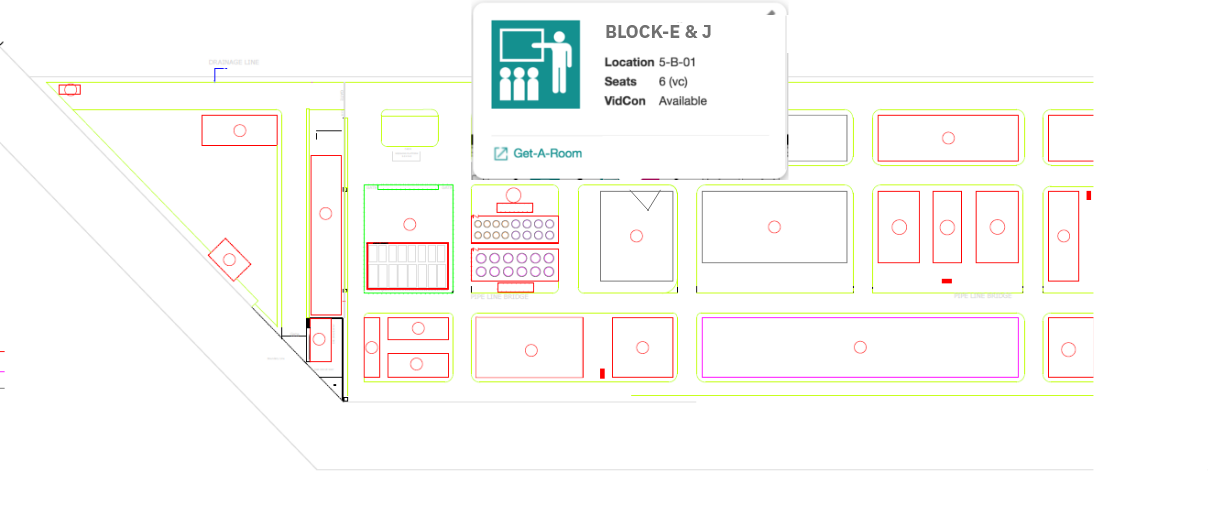 BLOCK-E & J
Location 5-B-01
Seats 6 (vc)
VidCon Available
Get-A-Room
DRAINAGE LINE
PIPE LINE BRIDGE
PIPE LINE BRIDGE